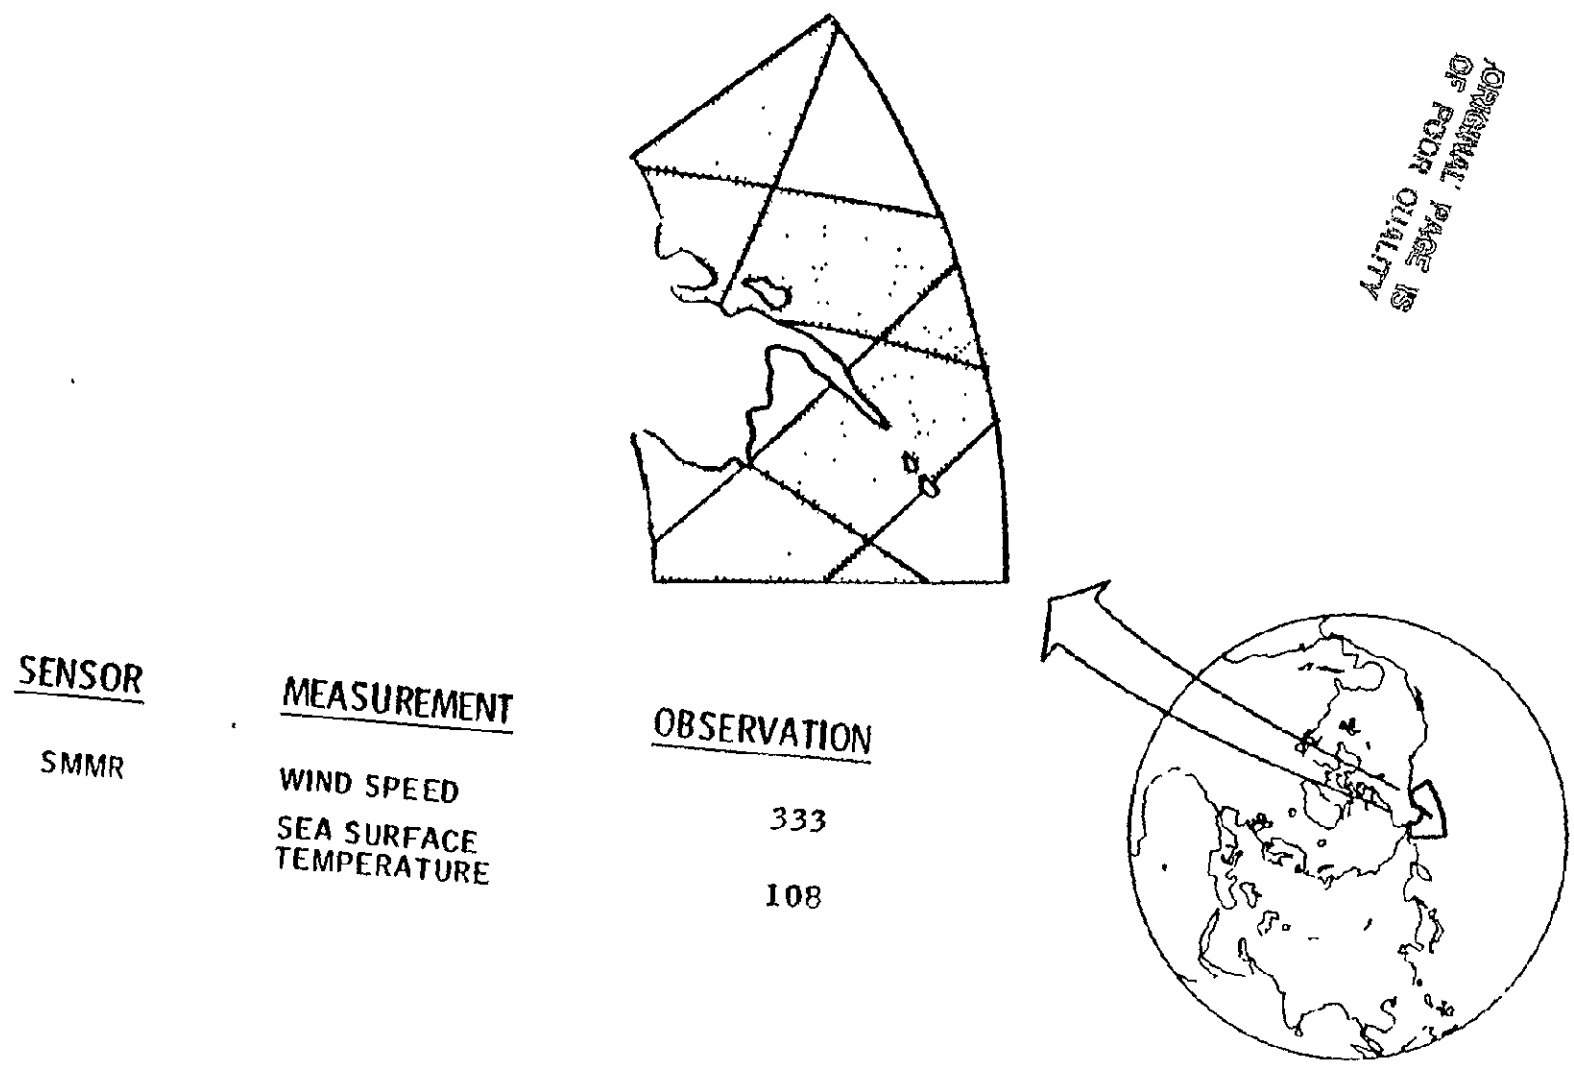 ORIGINAL PAGE IS
OF POOR QUALITY
SENSOR MEASUREMENT OBSERVATION
SMMR WIND SPEED 333
SEA SURFACE
TEMPERATURE 108